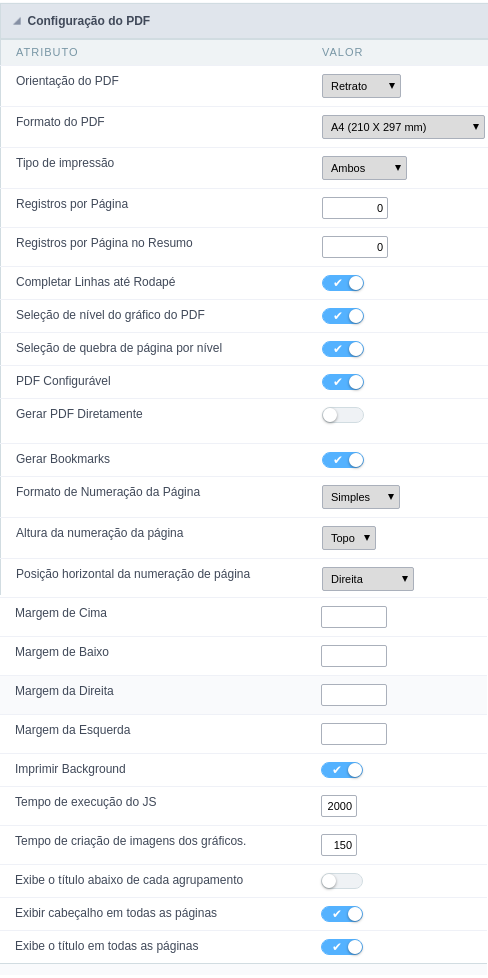 Configuração do PDF
ATRIBUTO VALOR
Orientação do PDF Retrato
Formato do PDF A4 (210 X 297 mm)
Tipo de impressão Ambos
Registros por Página 0
Registros por Página no Resumo 0
Completar Linhas até Rodapé
Seleção de nível do gráfico do PDF
Seleção de quebra de página por nível
PDF Configurável
Gerar PDF Diretamente
Gerar Bookmarks
Formato de Numeração da Página Simples
Altura da numeração da página Topo
Posição horizontal da numeração de página Direita
Margem de Cima
Margem de Baixo
Margem da Direita
Margem da Esquerda
Imprimir Background
Tempo de execução do JS 2000
Tempo de criação de imagens dos gráficos. 150
Exibe o título abaixo de cada agrupamento
Exibir cabeçalho em todas as páginas
Exibe o título em todas as páginas